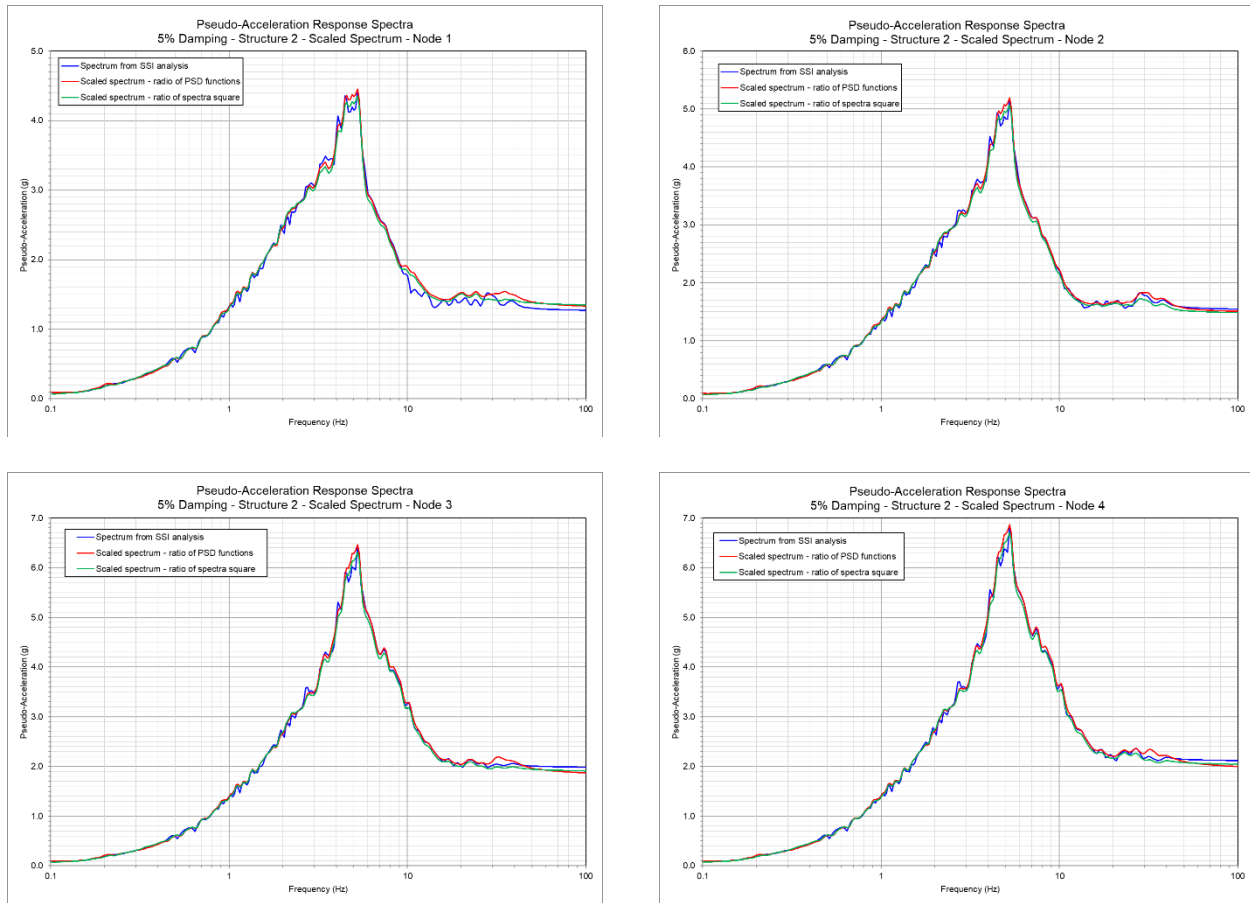 Pseudo-Acceleration Response Spectra
5% Damping - Structure 2 - Scaled Spectrum - Node 1
5.0
4.0
3.0
2.0
1.0
0.0
Pseudo-Acceleration (g)
Spectrum from SSI analysis
Scaled spectrum - radio of PSD functions
Scaled spectrum - ratio of spectra square
0.1 1 10 100
Frequency (Hz)
Pseudo-Acceleration Response Spectra
5% Damping - Structure 2 - Scaled Spectrum - Node 2
6.0
5.0
4.0
3.0
2.0
1.0
0.0
Pseudo-Acceleration (g)
Spectrum from SSI analysis
Scaled spectrum - ratio of PSD functions
Scaled spectrum - ratio of spectra square
0.1 1 10 100
Frequency (Hz)
Pseudo-Acceleration Response Spectra
5% Damping - Structure 2 - Scaled Spectrum - Node 3
7.0
6.0
5.0
4.0
3.0
2.0
1.0
0.0
Pseudo-Acceleration (g)
Spectrum from SSI analysis
Scaled spectrum - ratio of PSD functions
Scaled spectrum - ratio of spectra square
0.1 1 10 100
Frequency (Hz)
Pseudo-Acceleration Response Spectra
5% Damping - Structure 2 - Scaled Spectrum - Node 4
7.0
6.0
5.0
4.0
3.0
2.0
1.0
0.0
Pseudo-Acceleration (g)
Spectrum from SSI analysis
Scaled spectrum - ratio of PSD functions
Scaled spectrum - ratio of spectra square
0.1 1 10 100
Frequency (Hz)